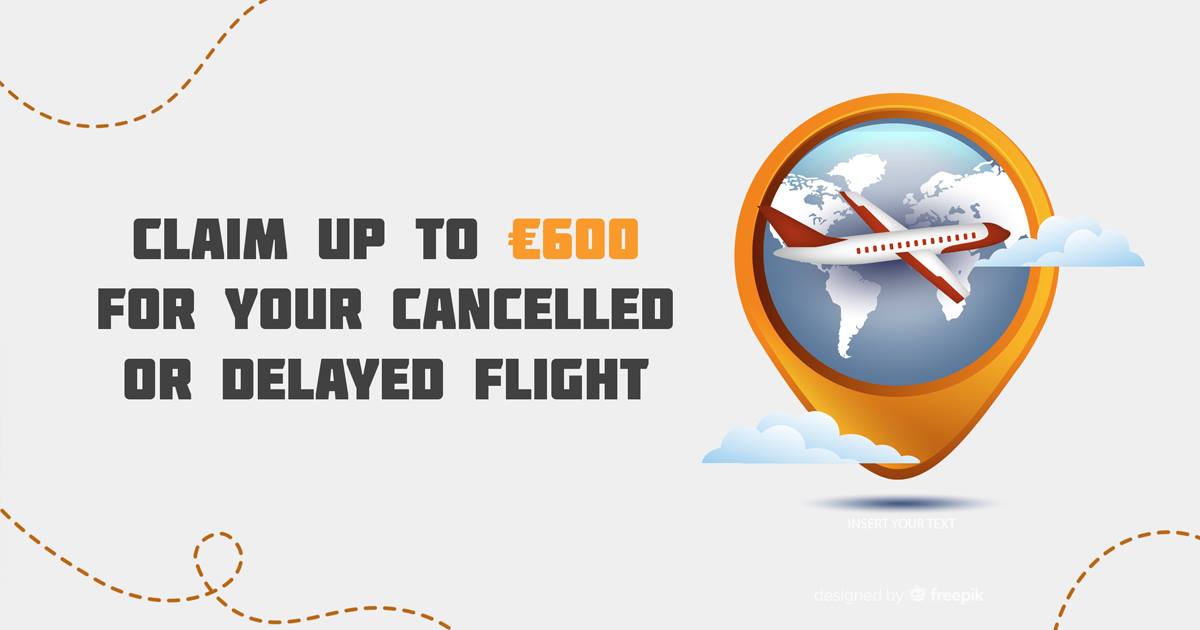 CLAIM UP TO €600
FOR YOUR CANCELLED
OR DELAYED FLIGHT
INSERT YOUR TEXT
designed by freepik